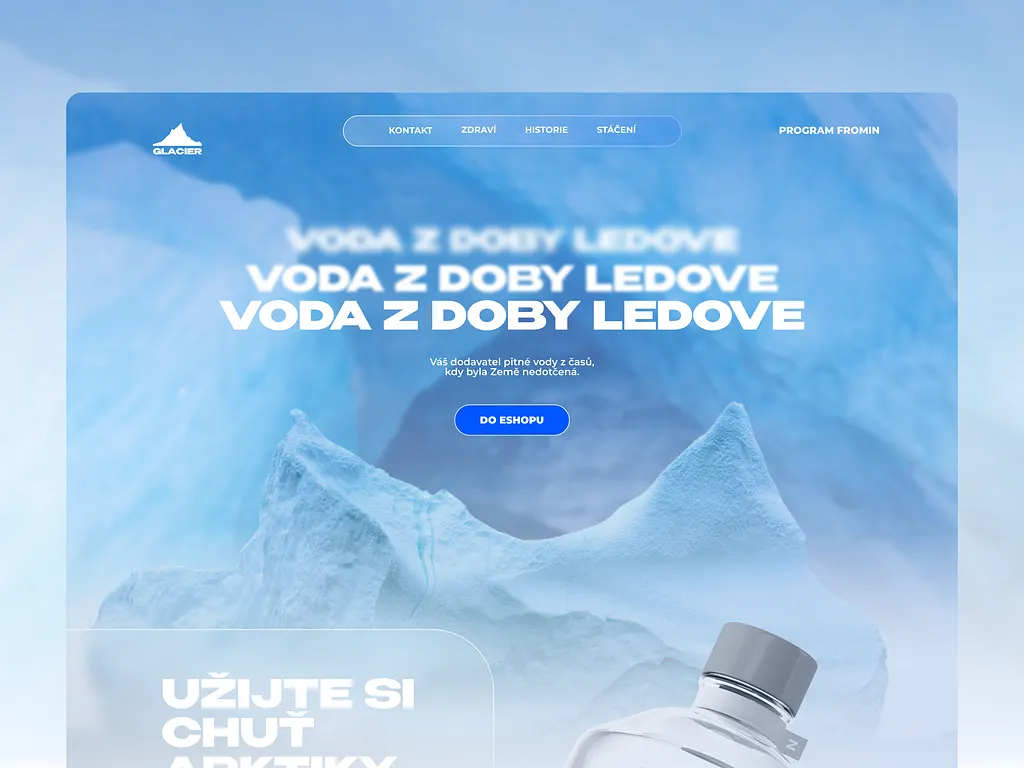 GLACIER
KONTAKT ZDRAVÍ HISTORIE STÁČENÍ
PROGRAM FROMIN
VODA Z DOBY LEDOVE
VODA Z DOBY LEDOVE
VODA Z DOBY LEDOVE
Váš dodavatel pitné vody z časů,
kdy byla Země nedotčená.
DO ESHOPU
UŽIJTE SI
CHUŤ
ARKTIKY
N